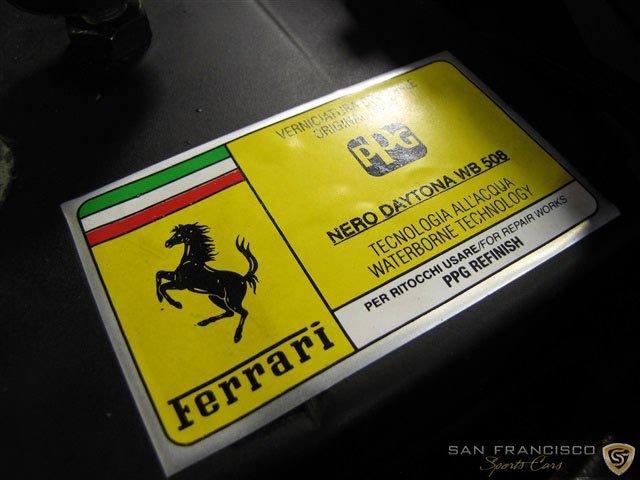 VERNICIATURA
ORIGINAL
PPG
NERO DAYTONA WB 508
TECNOLOGIA ALL'ACQUA
WATERBORNE TECHNOLOGY
PER RITOCCHI USARE/FOR REPAIR WORKS
PPG REFINISH
Ferrari
SAN FRANCISCO
Sports Cars